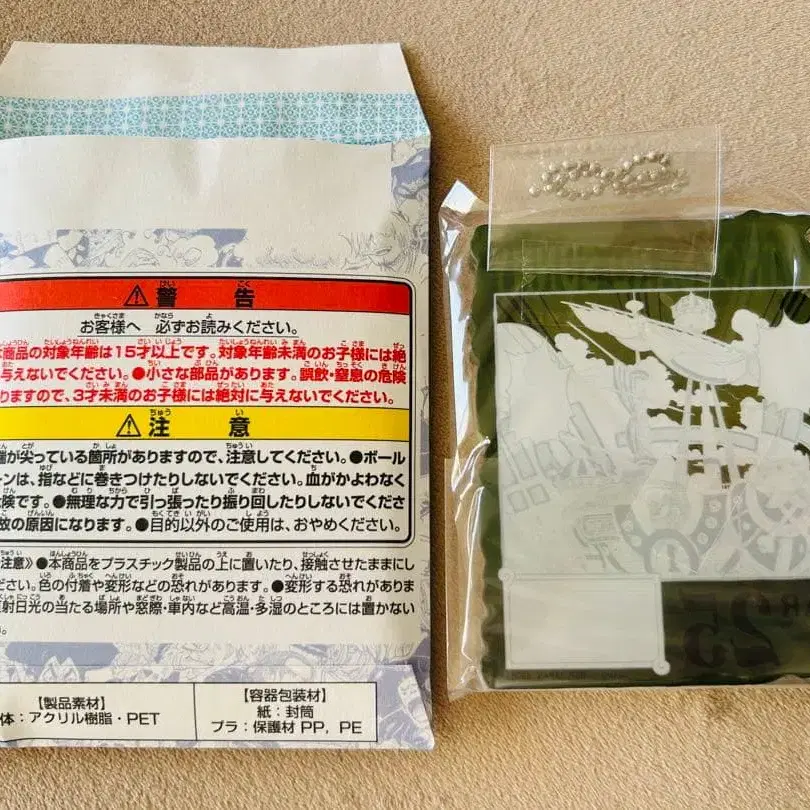 警告
お客様へ 必ずお読みください。
商品の対象年齢は15才以上です。対象年齢未満のお子様には絶
与えないでください。●小さな部品があります。誤飲・窒息の危険
りますので、3才未満のお子様には絶対に与えないでください。
注意
端が尖っている箇所がありますので、注意してください。●ボール
ーンは、指などに巻きつけたりしないでください。血がかよわなく
険です。●無理な力で引っ張ったり振り回したりしないでくださ
故の原因になります。●目的以外のご使用は、おやめください。
注意》●本商品をプラスチック製品の上に置いたり、接触させたままにし
ださい。色の付着や変形などの恐れがあります。●変形する恐れがありま
射日光の当たる場所や窓際・車内など高温・多湿のところには置かない
。
【製品素材】
体：アクリル樹脂・PET
【容器包装材】
紙：封筒
プラ：保護材 PP, PE